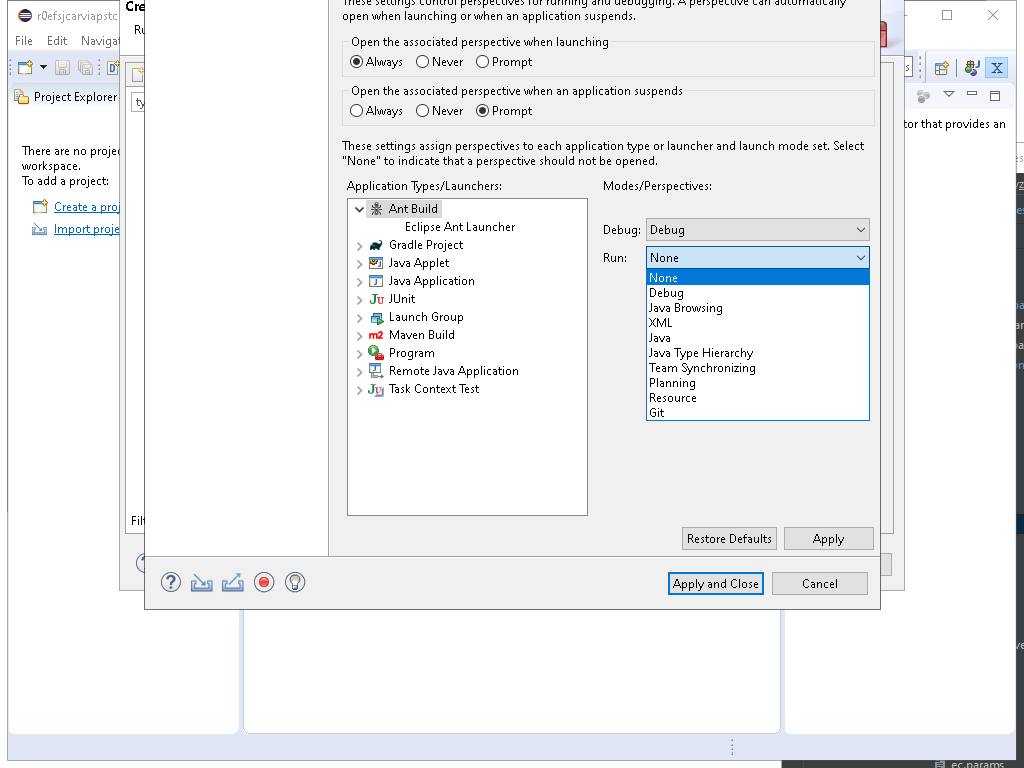 r0efsjcarviapstc
File Edit Navigat
Project Explorer
There are no proje
workspace.
To add a project:
Create a proj
Import proje
Cre
Ru
ty
Filt
These settings control perspectives for running and debugging. A perspective can automatically
open when launching or when an application suspends.
Open the associated perspective when launching
Always Never Prompt
Open the associated perspective when an application suspends
Always Never Prompt
These settings assign perspectives to each application type or launcher and launch mode set. Select
"None" to indicate that a perspective should not be opened.
Application Types/Launchers:
Ant Build
Eclipse Ant Launcher
Gradle Project
Java Applet
Java Application
JUnit
Launch Group
Maven Build
Program
Remote Java Application
Task Context Test
Modes/Perspectives:
Debug: Debug
Run: None
None
Debug
Java Browsing
XML
Java
Java Type Hierarchy
Team Synchronizing
Planning
Resource
Git
Restore Defaults Apply
Apply and Close Cancel
tor that provides an
ec.params